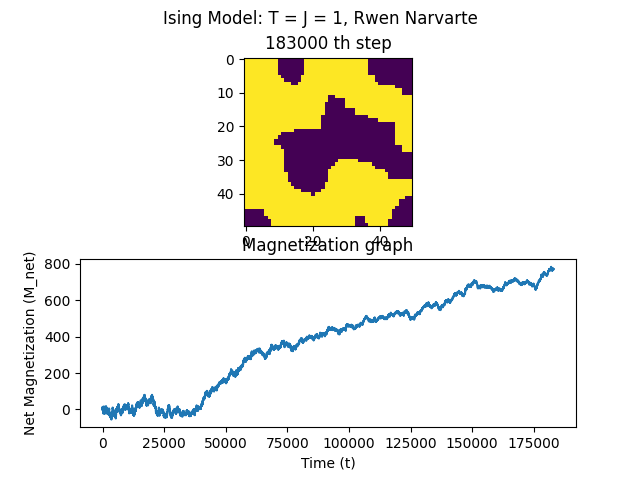 Ising Model: T = J = 1, Rwen Narvarte
183000 th step
0
10
20
30
40
0 20 40
Magnetization graph
Net Magnetization (M_net)
800
600
400
200
0
0 25000 50000 75000 100000 125000 150000 175000
Time (t)